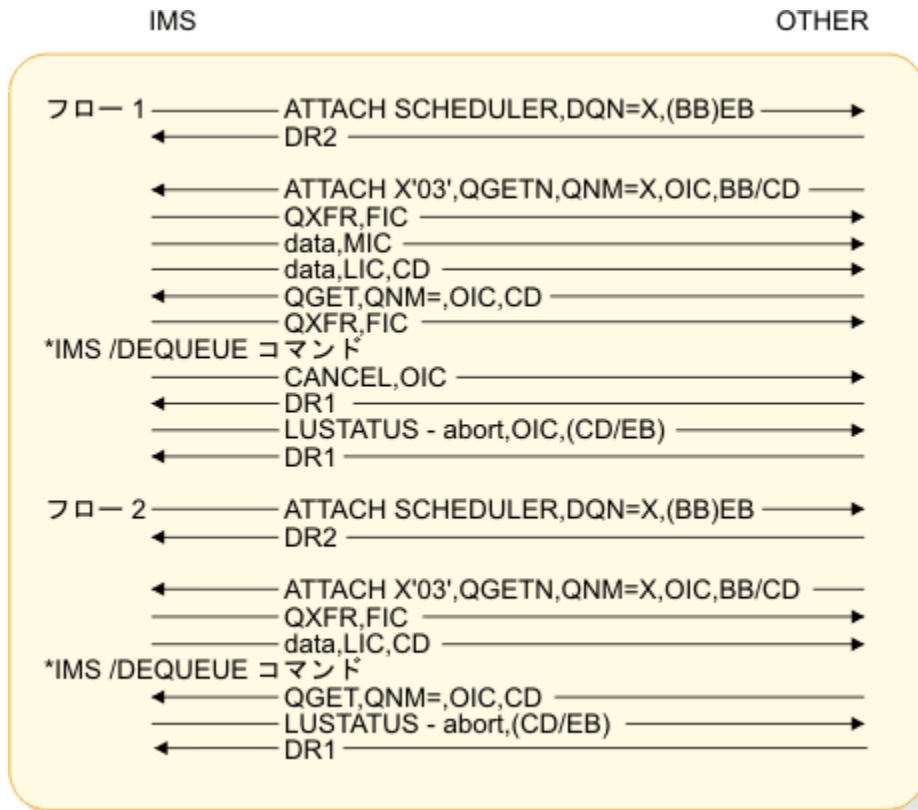 IMS OTHER
フロー 1 ATTACH SCHEDULER,DQN=X,(BB)EB
DR2
ATTACH X'03',QGETN,QNM=X,OIC,BB/CD
QXFR,FIC
data,MIC
data,LIC,CD
QGET,QNM=,OIC,CD
QXFR,FIC
*IMS /DEQUEUE コマンド
CANCEL,OIC
DR1
LUSTATUS - abort,OIC,(CD/EB)
DR1
フロー 2 ATTACH SCHEDULER,DQN=X,(BB)EB
DR2
ATTACH X'03',QGETN,QNM=X,OIC,BB/CD
QXFR,FIC
data,LIC,CD
*IMS /DEQUEUE コマンド
QGET,QNM=,OIC,CD
LUSTATUS - abort,(CD/EB)
DR1